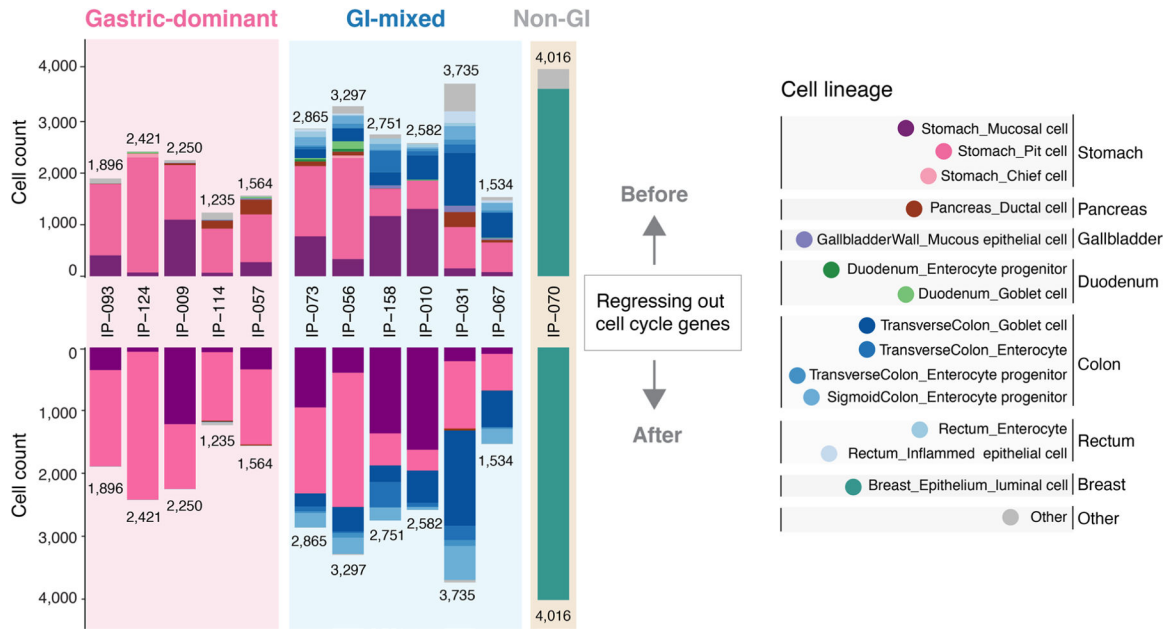 Gastric-dominant
GI-mixed
Non-GI
Cell count
4,000
3,000
2,000
1,000
0
1,896
2,421
2,250
1,235
1,564
2,865
3,297
2,751
2,582
3,735
1,534
4,016
IP-093
IP-124
IP-009
IP-114
IP-057
IP-073
IP-056
IP-158
IP-010
IP-031
IP-067
IP-070
Cell count
0
1,000
2,000
3,000
4,000
1,896
2,421
2,250
1,235
1,564
2,865
3,297
2,751
2,582
3,735
1,534
4,016
Before
Regressing out
cell cycle genes
After
Cell lineage
Stomach_Mucosal cell
Stomach_Pit cell
Stomach_Chief cell
Stomach
Pancreas_Ductal cell
Pancreas
GallbladderWall_Mucous epithelial cell
Gallbladder
Duodenum_Enterocyte progenitor
Duodenum_Goblet cell
Duodenum
TransverseColon_Goblet cell
TransverseColon_Enterocyte
TransverseColon_Enterocyte progenitor
SigmoidColon_Enterocyte progenitor
Colon
Rectum_Enterocyte
Rectum_Inflammed epithelial cell
Rectum
Breast_Epithelium_luminal cell
Breast
Other
Other